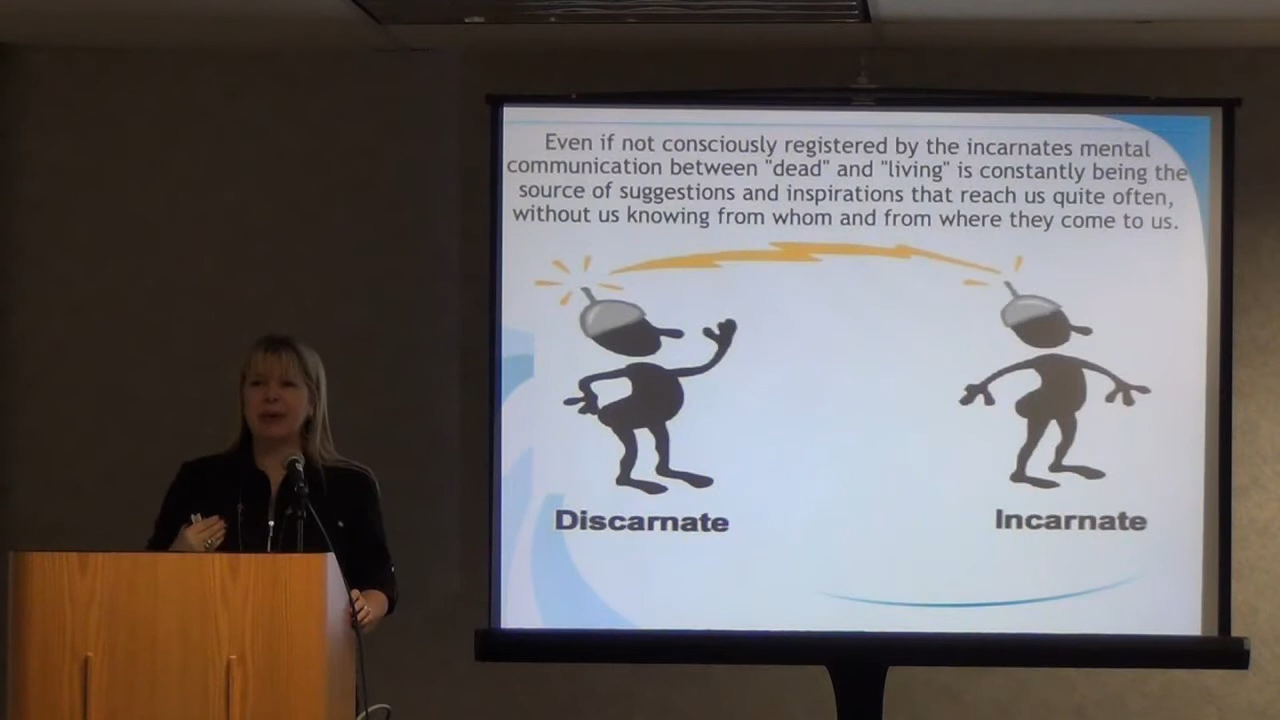 Even if not consciously registered by the incarnates mental
communication between "dead" and "living" is constantly being the
source of suggestions and inspirations that reach us quite often,
without us knowing from whom and from where they come to us.
Discarnate
Incarnate